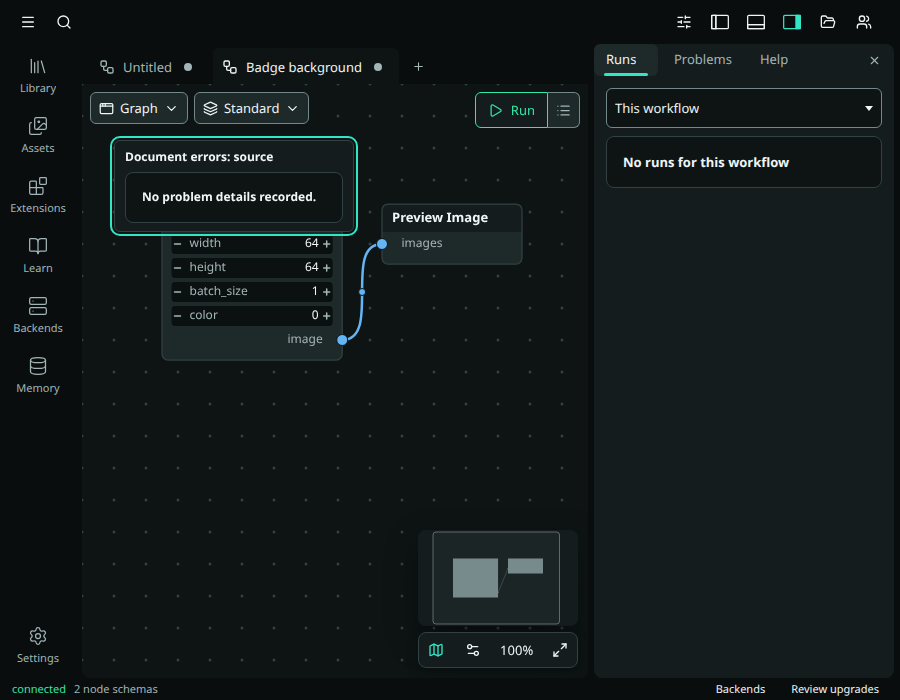 Untitled
Badge background
Runs
Problems
Help
Library
Assets
Extensions
Learn
Backends
Memory
Settings
Graph
Standard
Run
This workflow
No runs for this workflow
Document errors: source
No problem details recorded.
width 64
height 64
batch_size 1
color 0
image
Preview Image
images
100%
connected
2 node schemas
Backends
Review upgrades